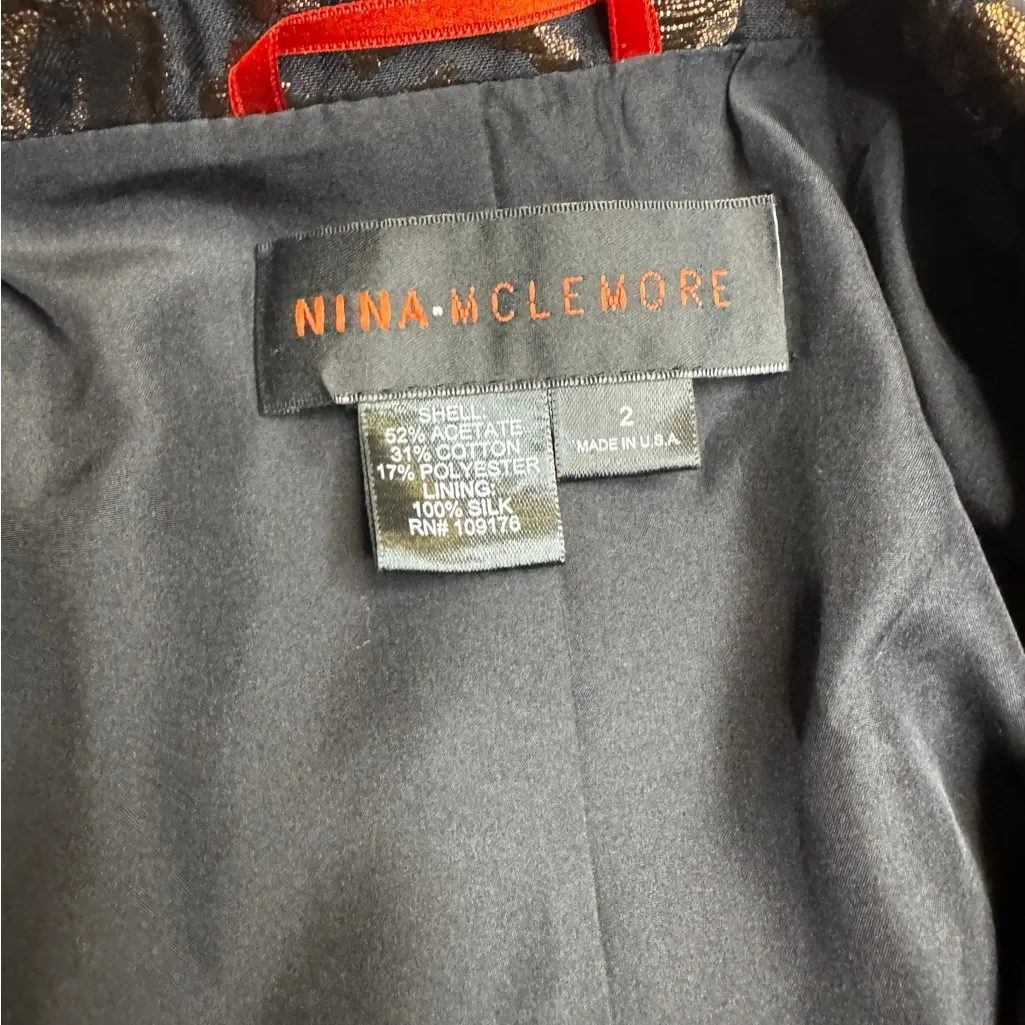 NINA·MCLEMORE
SHELL:
52% ACETATE
31% COTTON
17% POLYESTER
LINING:
100% SILK
RN# 109176
2
MADE IN U.S.A.